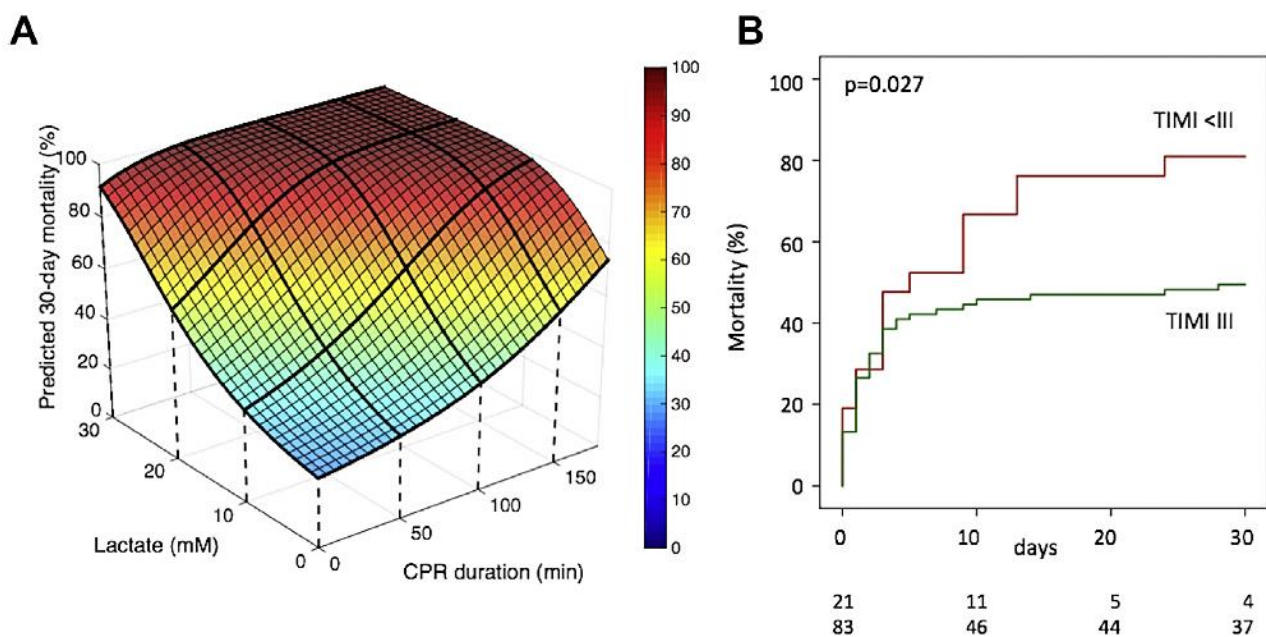 A
Predicted 30-day mortality (%)
100
80
60
40
20
0
30
20
10
0
Lactate (mM)
0
50
100
150
CPR duration (min)
100
90
80
70
60
50
40
30
20
10
0
B
p=0.027
TIMI <III
TIMI III
Mortality (%)
100
80
60
40
20
0
0 10 20 30
days
21 11 5 4
83 46 44 37